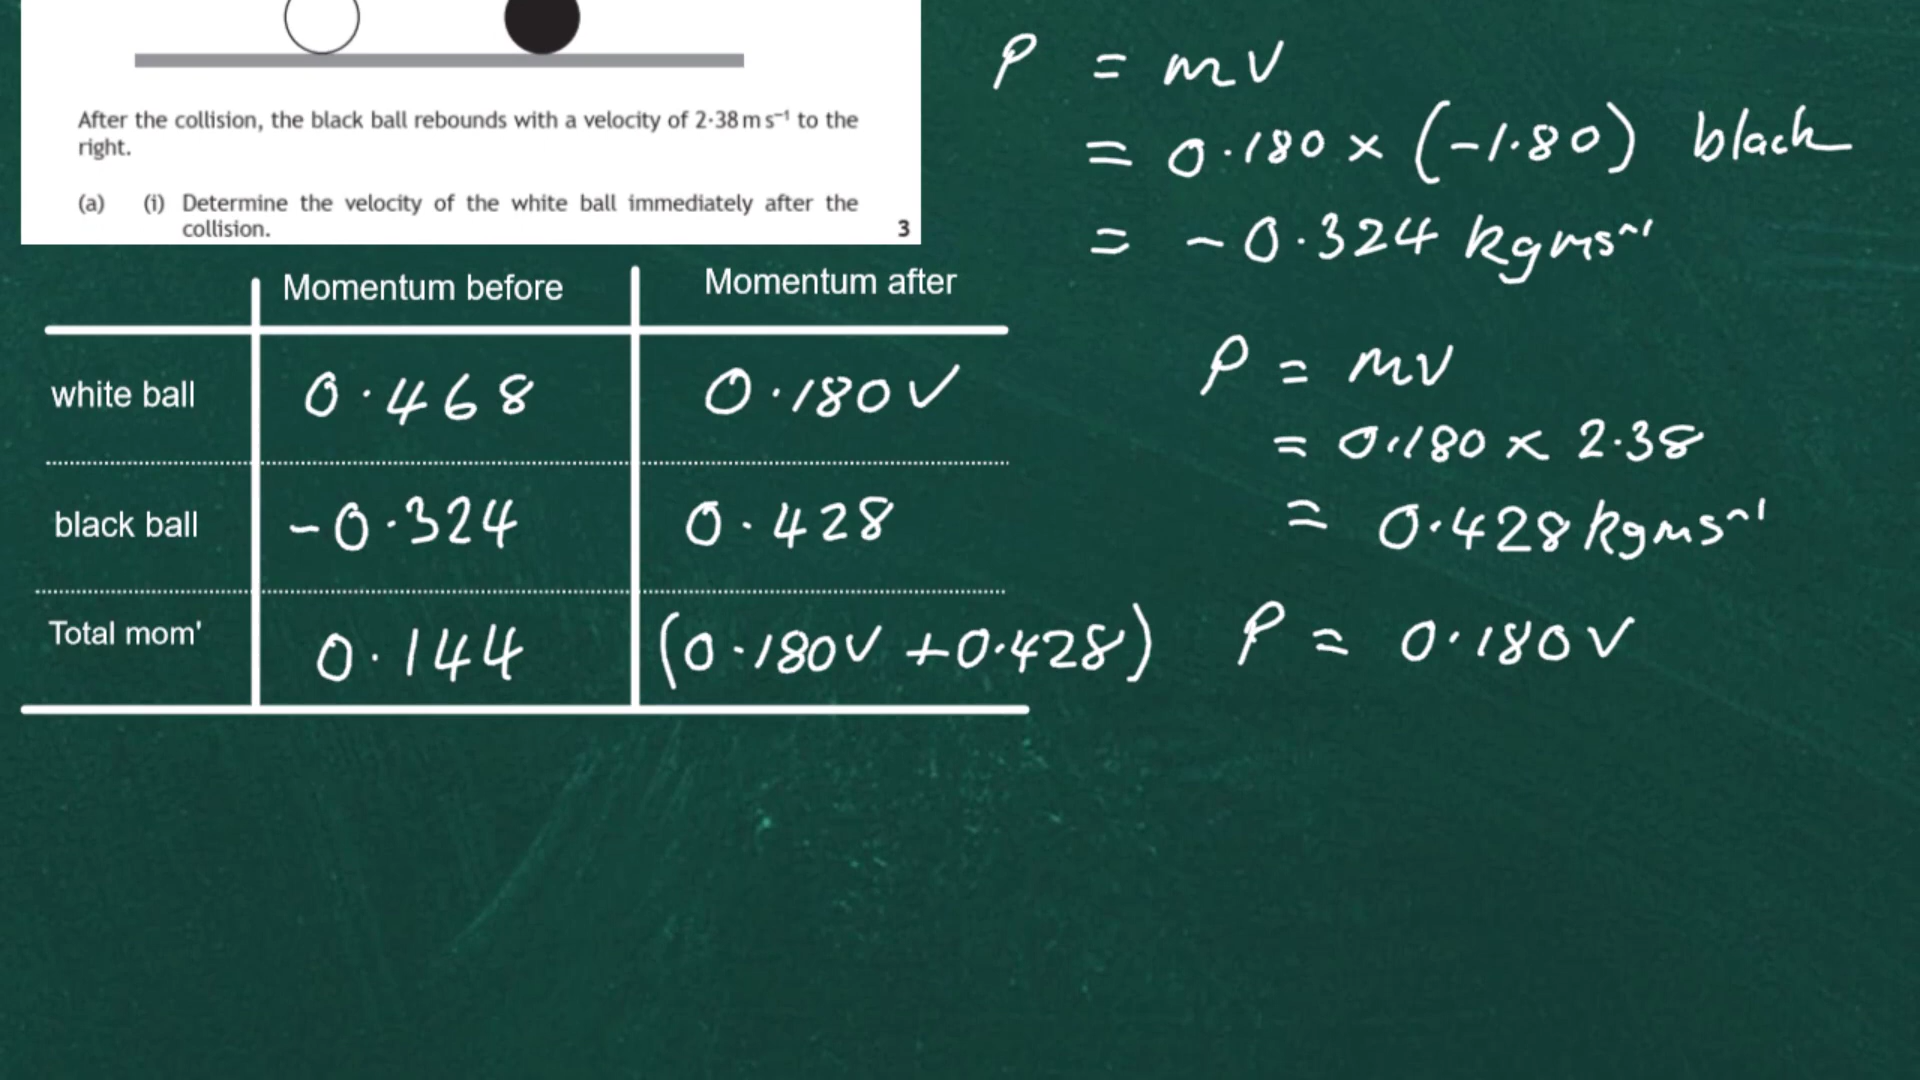 After the collision, the black ball rebounds with a velocity of 2·38 m s⁻¹ to the
right.
(a) (i) Determine the velocity of the white ball immediately after the
collision. 3
Momentum before Momentum after
white ball 0.468 0.180v
black ball -0.324 0.428
Total mom' 0.144 (0.180v + 0.428)
P = mv
= 0.180 × (-1.80) black
= -0.324 kgms⁻¹
P = mv
= 0.180 × 2.38
= 0.428 kgms⁻¹
P = 0.180v